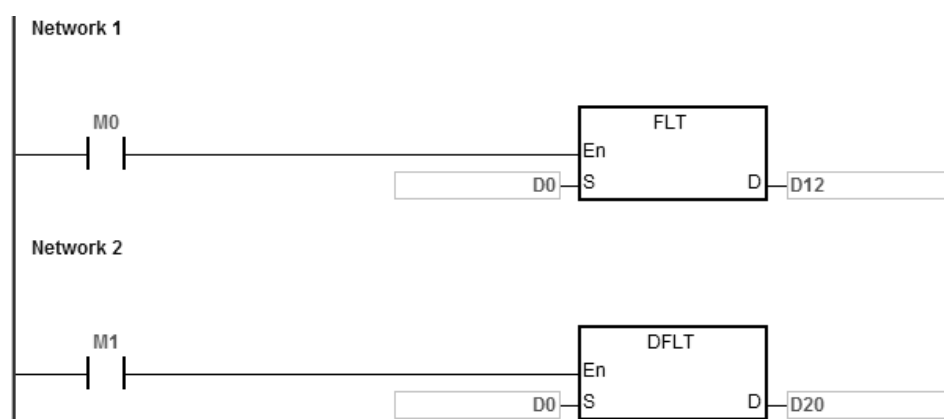 Network 1
M0
FLT
En
D0 S D D12
Network 2
M1
DFLT
En
D0 S D D20